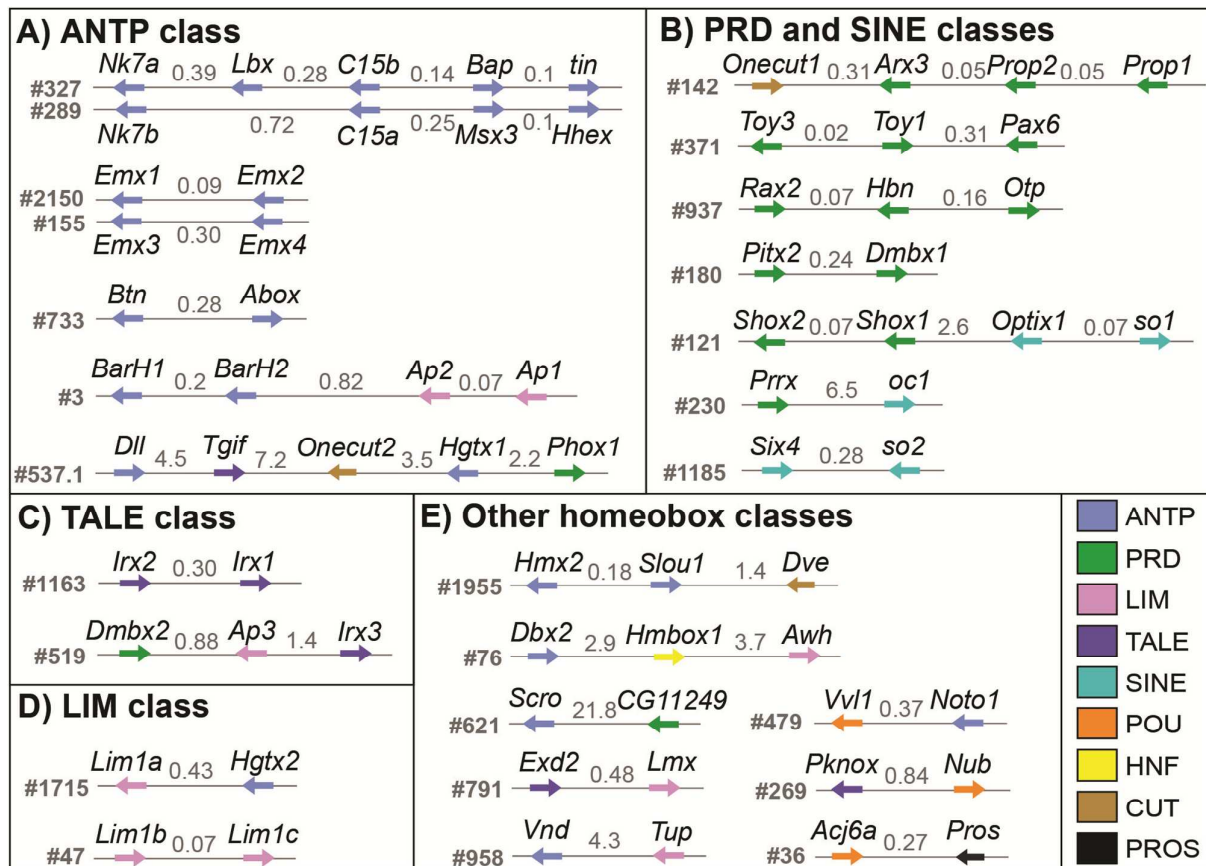 A) ANTP class
Nk7a 0.39 Lbx 0.28 C15b 0.14 Bap 0.1 tin
#327
#289
Nk7b 0.72 C15a 0.25 Msx3 0.1 Hhex
Emx1 0.09 Emx2
#2150
#155
Emx3 0.30 Emx4
Btn 0.28 Abox
#733
BarH1 0.2 BarH2 0.82 Ap2 0.07 Ap1
#3
Dll 4.5 Tgif 7.2 Onecut2 3.5 Hgtx1 2.2 Phox1
#537.1
B) PRD and SINE classes
Onecut1 0.31 Arx3 0.05 Prop2 0.05 Prop1
#142
Toy3 0.02 Toy1 0.31 Pax6
#371
Rax2 0.07 Hbn 0.16 Otp
#937
Pitx2 0.24 Dmbx1
#180
Shox2 0.07 Shox1 2.6 Optix1 0.07 so1
#121
Prrx 6.5 oc1
#230
Six4 0.28 so2
#1185
C) TALE class
Irx2 0.30 Irx1
#1163
Dmbx2 0.88 Ap3 1.4 Irx3
#519
D) LIM class
Lim1a 0.43 Hgtx2
#1715
Lim1b 0.07 Lim1c
#47
E) Other homeobox classes
Hmx2 0.18 Slou1 1.4 Dve
#1955
Dbx2 2.9 Hmbox1 3.7 Awh
#76
Scro 21.8 CG11249
#621
Vvl1 0.37 Noto1
#479
Exd2 0.48 Lmx
#791
Pknox 0.84 Nub
#269
Vnd 4.3 Tup
#958
Acj6a 0.27 Pros
#36
ANTP
PRD
LIM
TALE
SINE
POU
HNF
CUT
PROS